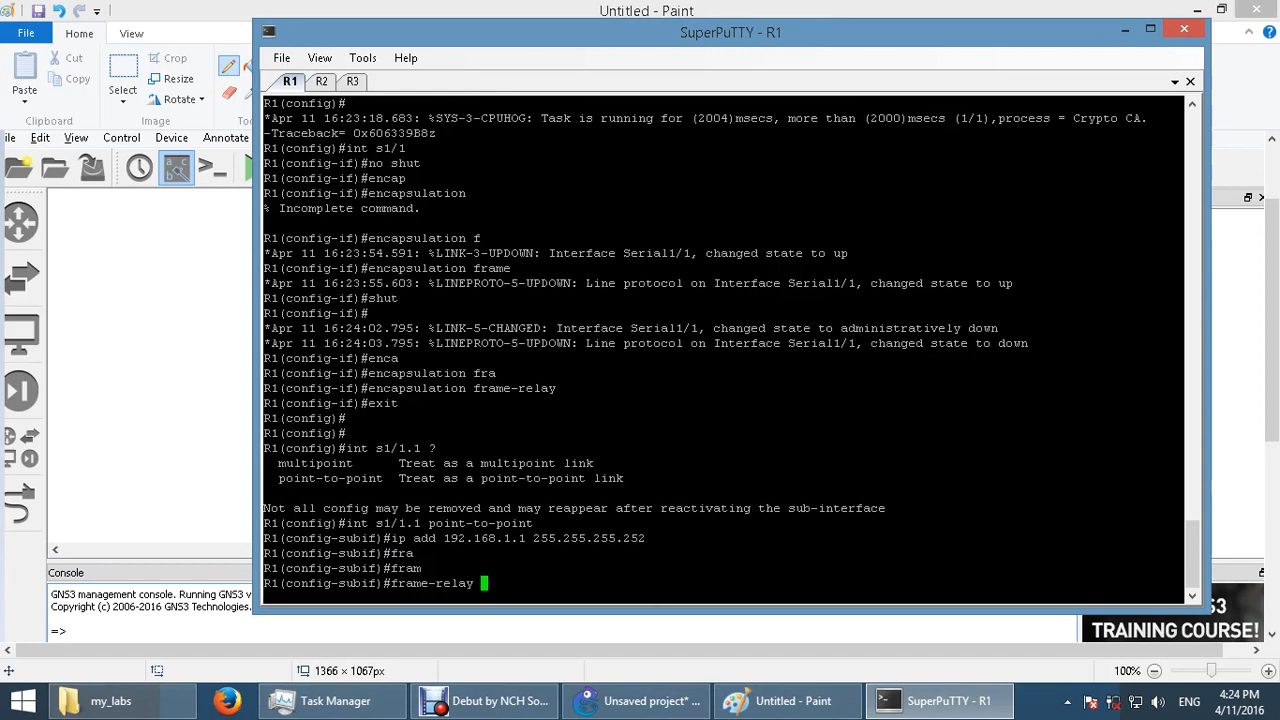 Untitled - Paint
File
Home
View
Paste
Cut
Copy
Select
Crop
Resize
Rotate
Image
SuperPuTTY - R1
File View Tools Help
R1 R2 R3
R1(config)#
*Apr 11 16:23:18.683: %SYS-3-CPUHOG: Task is running for (2004)msecs, more than (2000)msecs (1/1),process = Crypto CA.
-Traceback= 0x606339B8z
R1(config)#int s1/1
R1(config-if)#no shut
R1(config-if)#encap
R1(config-if)#encapsulation
% Incomplete command.
R1(config-if)#encapsulation f
*Apr 11 16:23:54.591: %LINK-3-UPDOWN: Interface Serial1/1, changed state to up
R1(config-if)#encapsulation frame
*Apr 11 16:23:55.603: %LINEPROTO-5-UPDOWN: Line protocol on Interface Serial1/1, changed state to up
R1(config-if)#shut
R1(config-if)#
*Apr 11 16:24:02.795: %LINK-5-CHANGED: Interface Serial1/1, changed state to administratively down
*Apr 11 16:24:03.795: %LINEPROTO-5-UPDOWN: Line protocol on Interface Serial1/1, changed state to down
R1(config-if)#enca
R1(config-if)#encapsulation fra
R1(config-if)#encapsulation frame-relay
R1(config-if)#exit
R1(config)#
R1(config)#
R1(config)#int s1/1.1 ?
multipoint Treat as a multipoint link
point-to-point Treat as a point-to-point link
Not all config may be removed and may reappear after reactivating the sub-interface
R1(config)#int s1/1.1 point-to-point
R1(config-subif)#ip add 192.168.1.1 255.255.255.252
R1(config-subif)#fra
R1(config-subif)#fram
R1(config-subif)#frame-relay
File Edit View Control Device Annotate
Console
GNS3 management console. Running GNS3 v
Copyright (c) 2006-2016 GNS3 Technologies.
=>
TRAINING COURSE!
1366 × 1067px
100%
my_labs
Task Manager
Debut by NCH So...
Unsaved project*...
Untitled - Paint
SuperPuTTY - R1
ENG
4:24 PM
4/11/2016